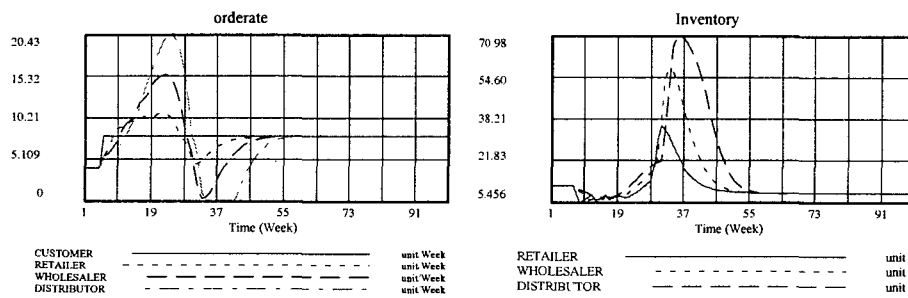 orderate
20.43
15.32
10.21
5.109
0
1 19 37 55 73 91
Time (Week)
CUSTOMER unit Week
RETAILER unit Week
WHOLESALER unit Week
DISTRIBUTOR unit Week
Inventory
70 98
54.60
38.21
21.83
5.456
1 19 37 55 73 91
Time (Week)
RETAILER unit
WHOLESALER unit
DISTRIBUTOR unit